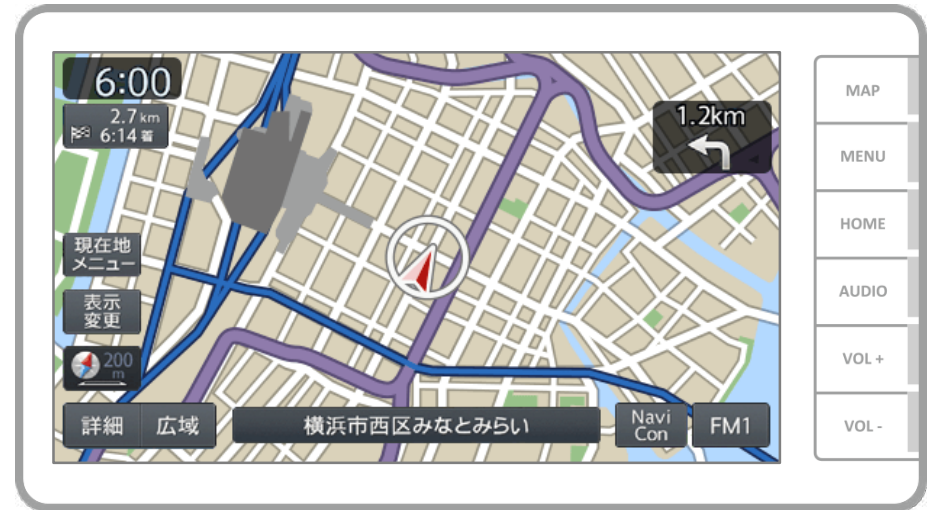 6:00
2.7km
6:14着
1.2km
現在地
メニュー
表示
変更
200
m
詳細
広域
横浜市西区みなとみらい
Navi
Con
FM1
MAP
MENU
HOME
AUDIO
VOL +
VOL -